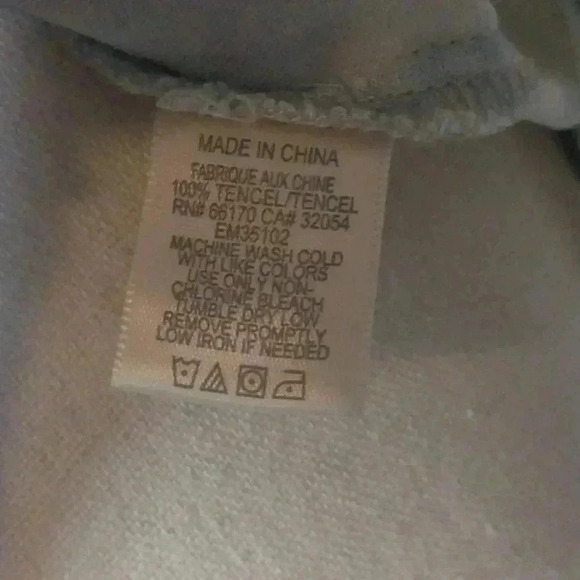 MADE IN CHINA
FABRIQUE AUX CHINE
100% TENCEL/TENCEL
RN# 66170 CA# 32054
EM35102
MACHINE WASH COLD
WITH LIKE COLORS
USE ONLY NON-
CHLORINE BLEACH
TUMBLE DRY LOW
REMOVE PROMPTLY
LOW IRON IF NEEDED